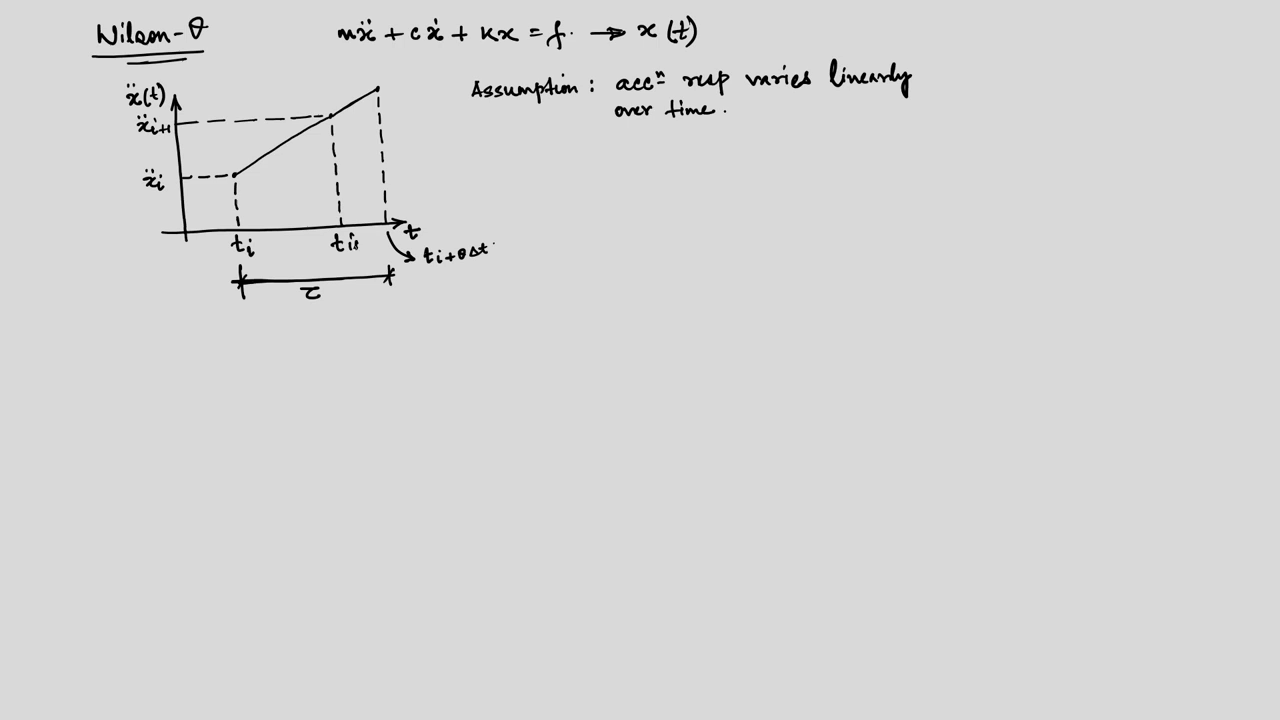 Wilson-θ
mẍ + cẋ + kx = f. → x(t)
Assumption : accⁿ resp varies linearly
over time.
ẍ(t)
ẍi+1
ẍi
ti
t
ti+θΔt
τ